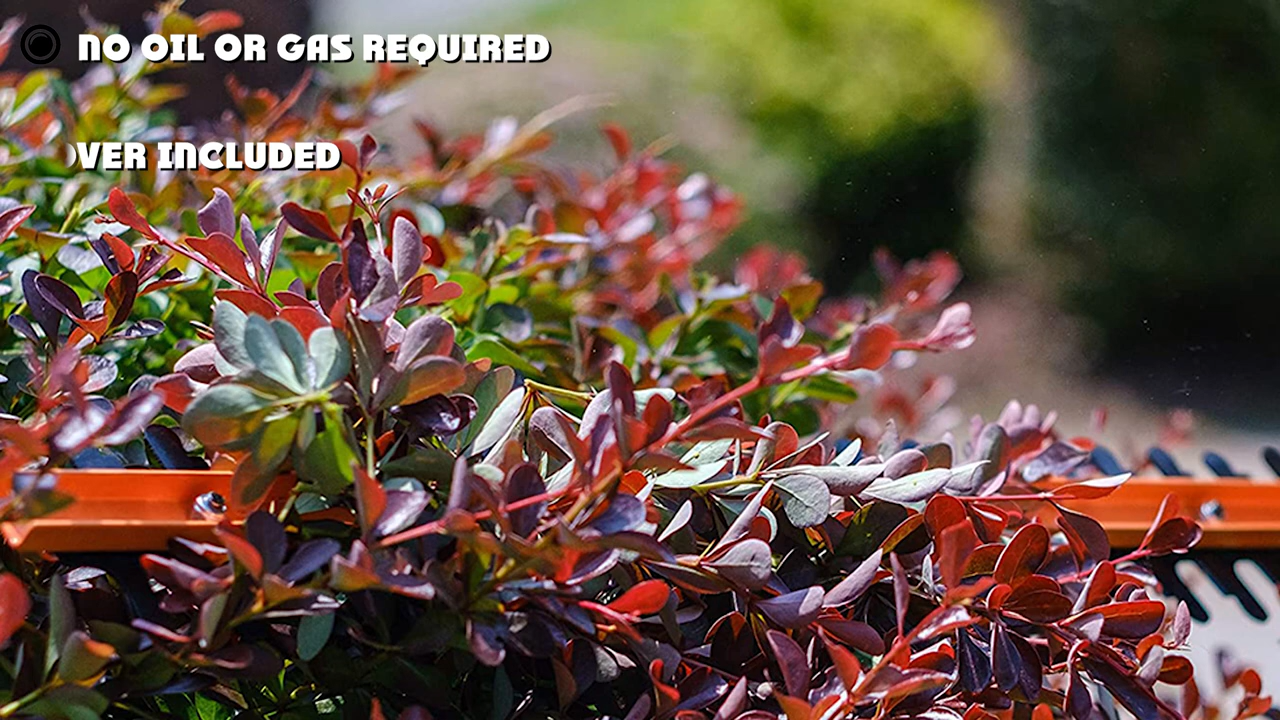 NO OIL OR GAS REQUIRED
VER INCLUDED